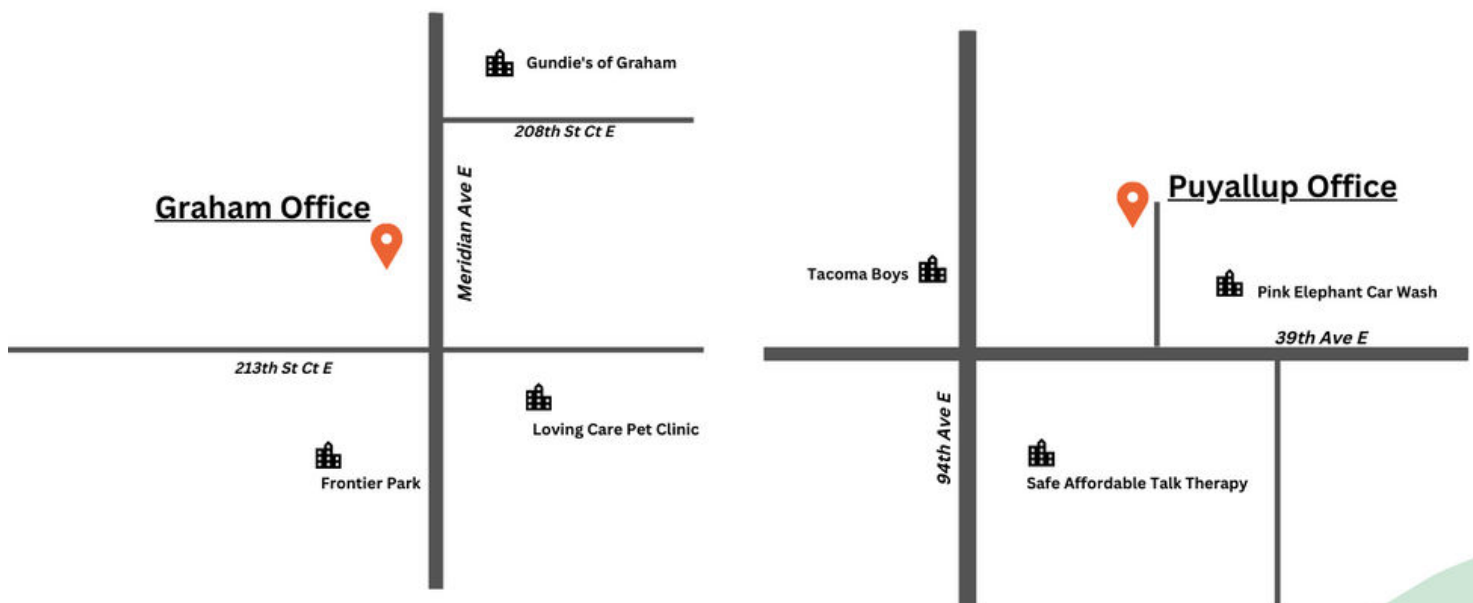 Gundie's of Graham
208th St Ct E
Meridian Ave E
Graham Office
213th St Ct E
Loving Care Pet Clinic
Frontier Park
Puyallup Office
Tacoma Boys
Pink Elephant Car Wash
39th Ave E
94th Ave E
Safe Affordable Talk Therapy